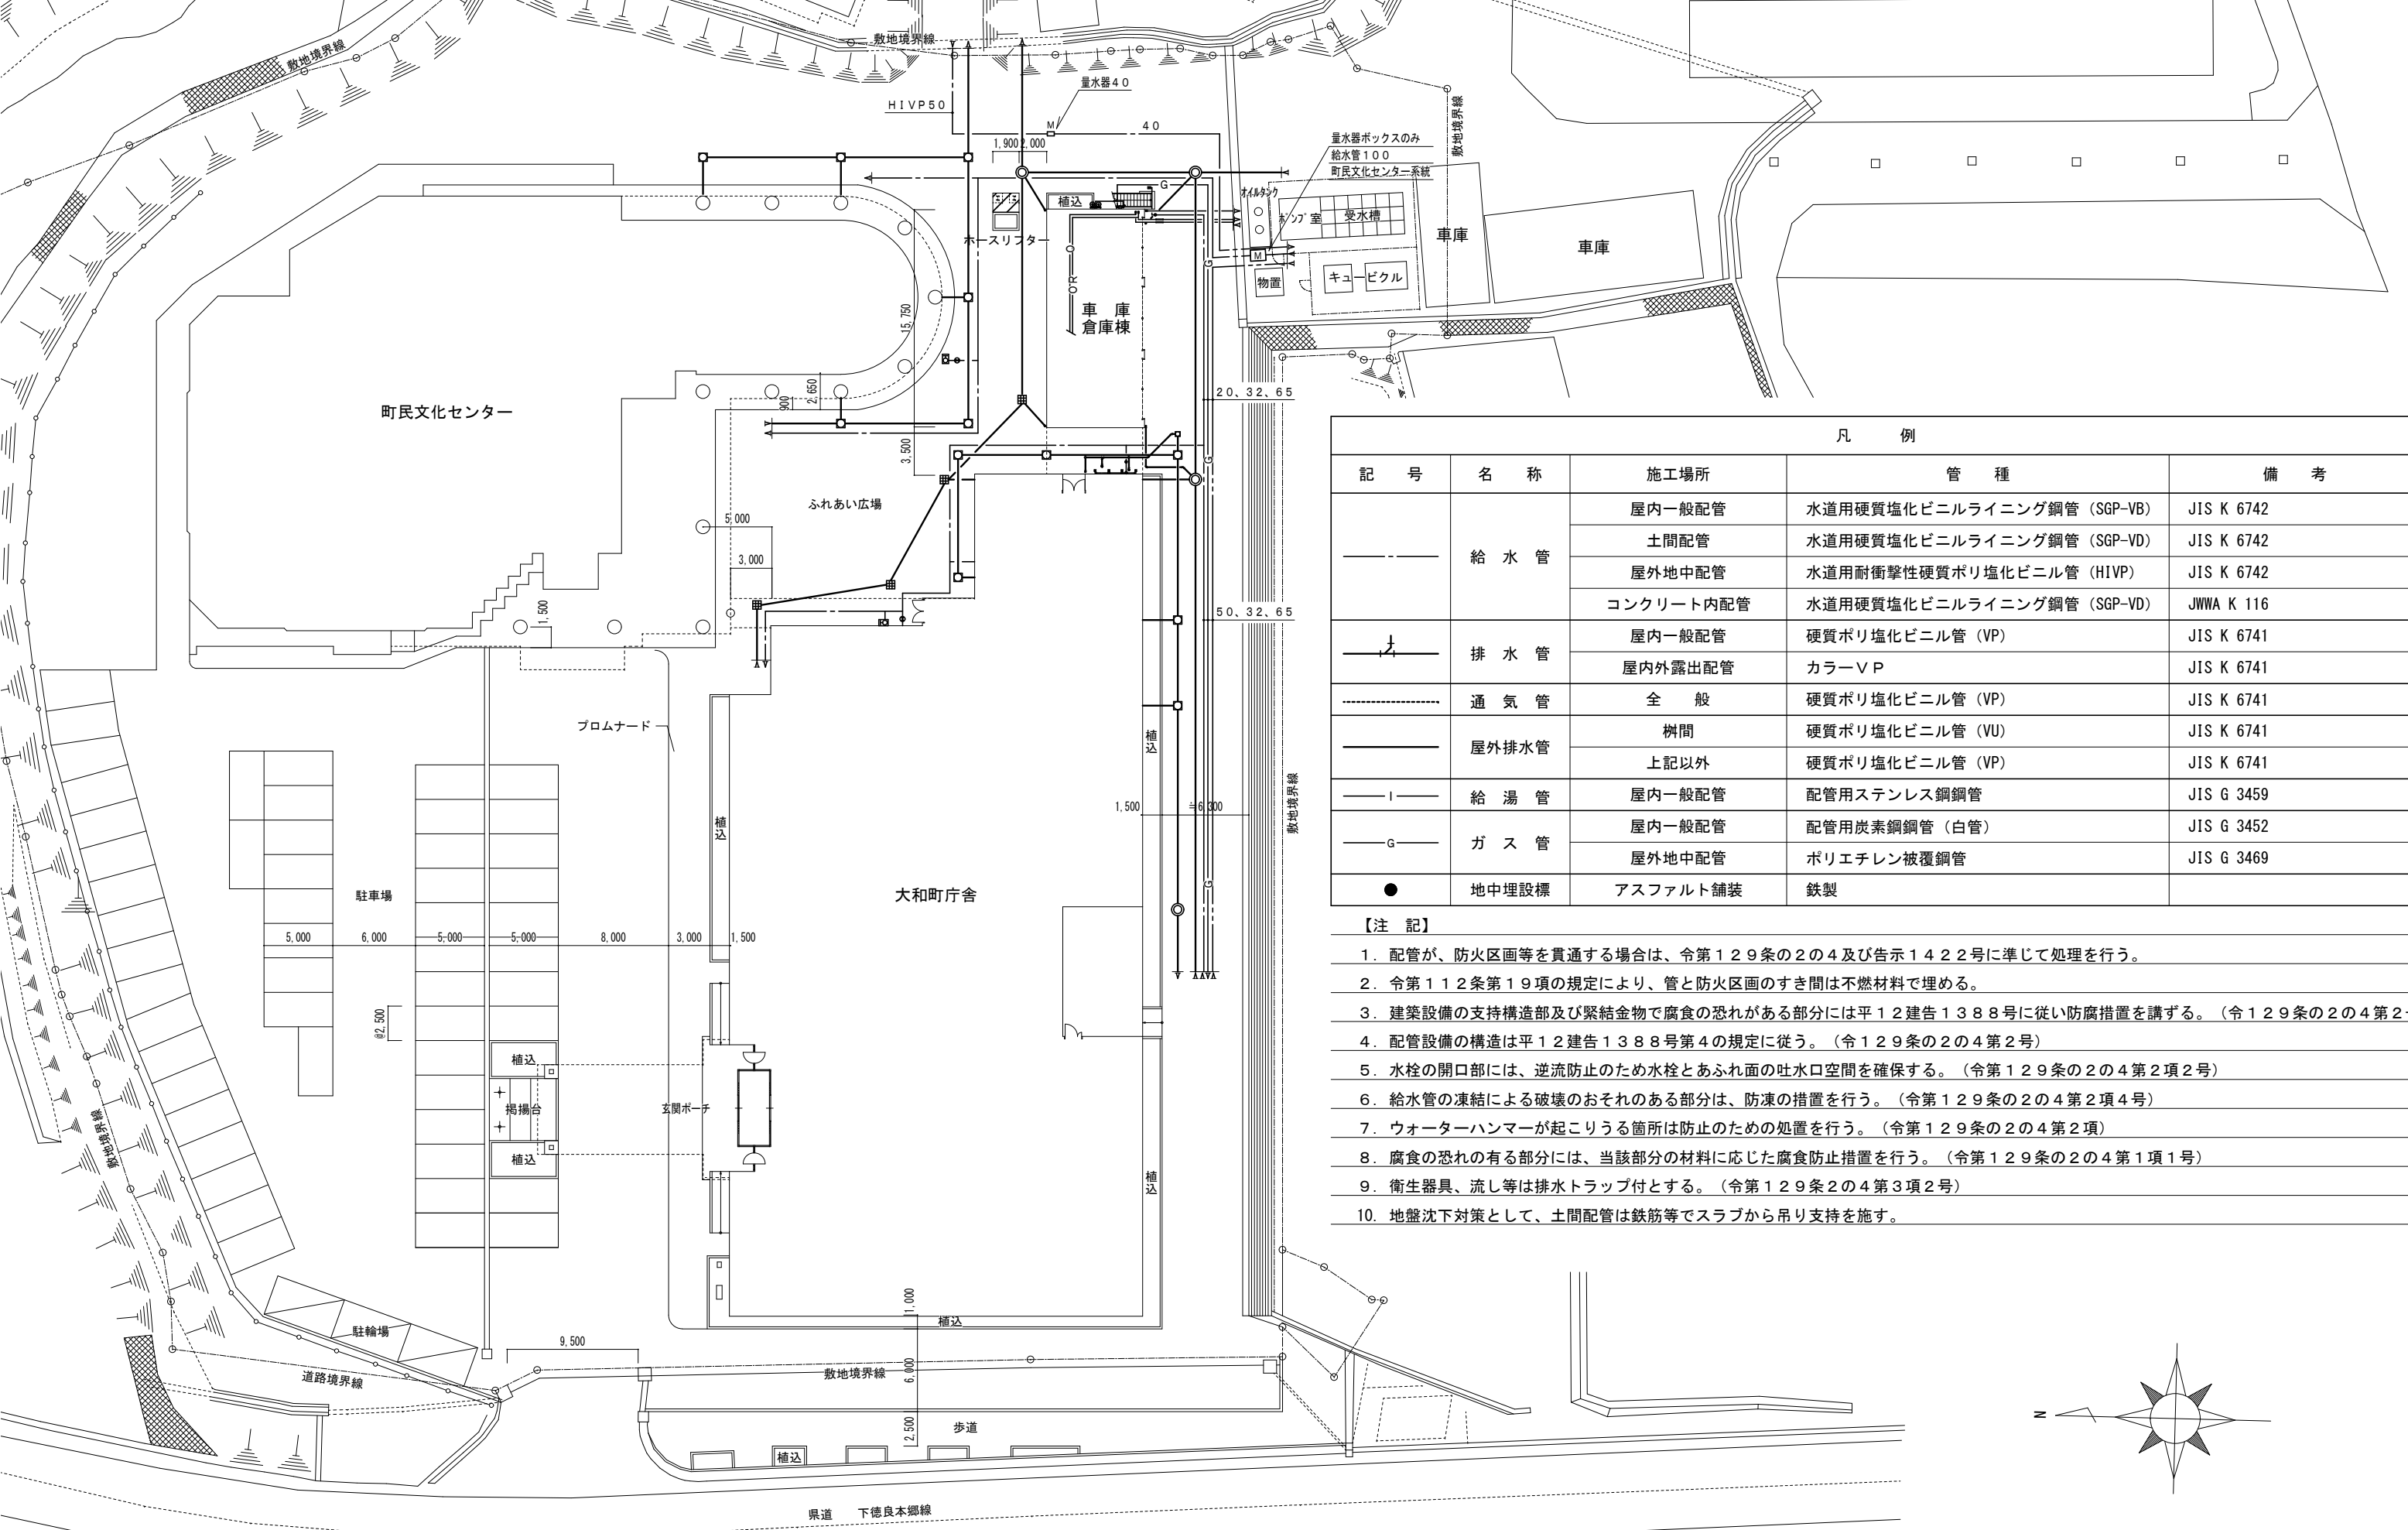 敷地境界線
敷地境界線
量水器40
HIVP50
M
40
1,900
2,000
敷地境界線
量水器ボックスのみ
給水管100
町民文化センター系統
G
オイルタンク
植込
ポンプ室
受水槽
車庫
車庫
ホースリフター
M
物置
キュービクル
O
OR
G
車 庫
倉庫棟
15,750
2,650
900
町民文化センター
20、32、65
3,500
G
ふれあい広場
5,000
3,000
1,500
50、32、65
プロムナード
植込
植込
1,500
≒6,300
敷地境界線
駐車場
大和町庁舎
G
5,000
6,000
5,000
5,000
8,000
3,000
1,500
@2,500
植込
掲揚台
植込
玄関ポーチ
敷地境界線
植込
1,000
植込
駐輪場
9,500
道路境界線
敷地境界線
6,000
2,500
歩道
植込
県道 下徳良本郷線
N
凡 例
記 号 名 称 施工場所 管 種 備 考
給 水 管 屋内一般配管 水道用硬質塩化ビニルライニング鋼管（SGP-VB） JIS K 6742
土間配管 水道用硬質塩化ビニルライニング鋼管（SGP-VD） JIS K 6742
屋外地中配管 水道用耐衝撃性硬質ポリ塩化ビニル管（HIVP） JIS K 6742
コンクリート内配管 水道用硬質塩化ビニルライニング鋼管（SGP-VD） JWWA K 116
排 水 管 屋内一般配管 硬質ポリ塩化ビニル管（VP） JIS K 6741
屋内外露出配管 カラーVP JIS K 6741
通 気 管 全 般 硬質ポリ塩化ビニル管（VP） JIS K 6741
屋外排水管 桝間 硬質ポリ塩化ビニル管（VU） JIS K 6741
上記以外 硬質ポリ塩化ビニル管（VP） JIS K 6741
I 給 湯 管 屋内一般配管 配管用ステンレス鋼鋼管 JIS G 3459
G ガ ス 管 屋内一般配管 配管用炭素鋼鋼管（白管） JIS G 3452
屋外地中配管 ポリエチレン被覆鋼管 JIS G 3469
● 地中埋設標 アスファルト舗装 鉄製
【注 記】
1. 配管が、防火区画等を貫通する場合は、令第129条の2の4及び告示1422号に準じて処理を行う。
2. 令第112条第19項の規定により、管と防火区画のすき間は不燃材料で埋める。
3. 建築設備の支持構造部及び緊結金物で腐食の恐れがある部分には平12建告1388号に従い防腐措置を講ずる。（令129条の2の4第2
4. 配管設備の構造は平12建告1388号第4の規定に従う。（令129条の2の4第2号）
5. 水栓の開口部には、逆流防止のため水栓とあふれ面の吐水口空間を確保する。（令第129条の2の4第2項2号）
6. 給水管の凍結による破壊のおそれのある部分は、防凍の措置を行う。（令第129条の2の4第2項4号）
7. ウォーターハンマーが起こりうる箇所は防止のための処置を行う。（令第129条の2の4第2項）
8. 腐食の恐れの有る部分には、当該部分の材料に応じた腐食防止措置を行う。（令第129条の2の4第1項1号）
9. 衛生器具、流し等は排水トラップ付とする。（令第129条2の4第3項2号）
10. 地盤沈下対策として、土間配管は鉄筋等でスラブから吊り支持を施す。